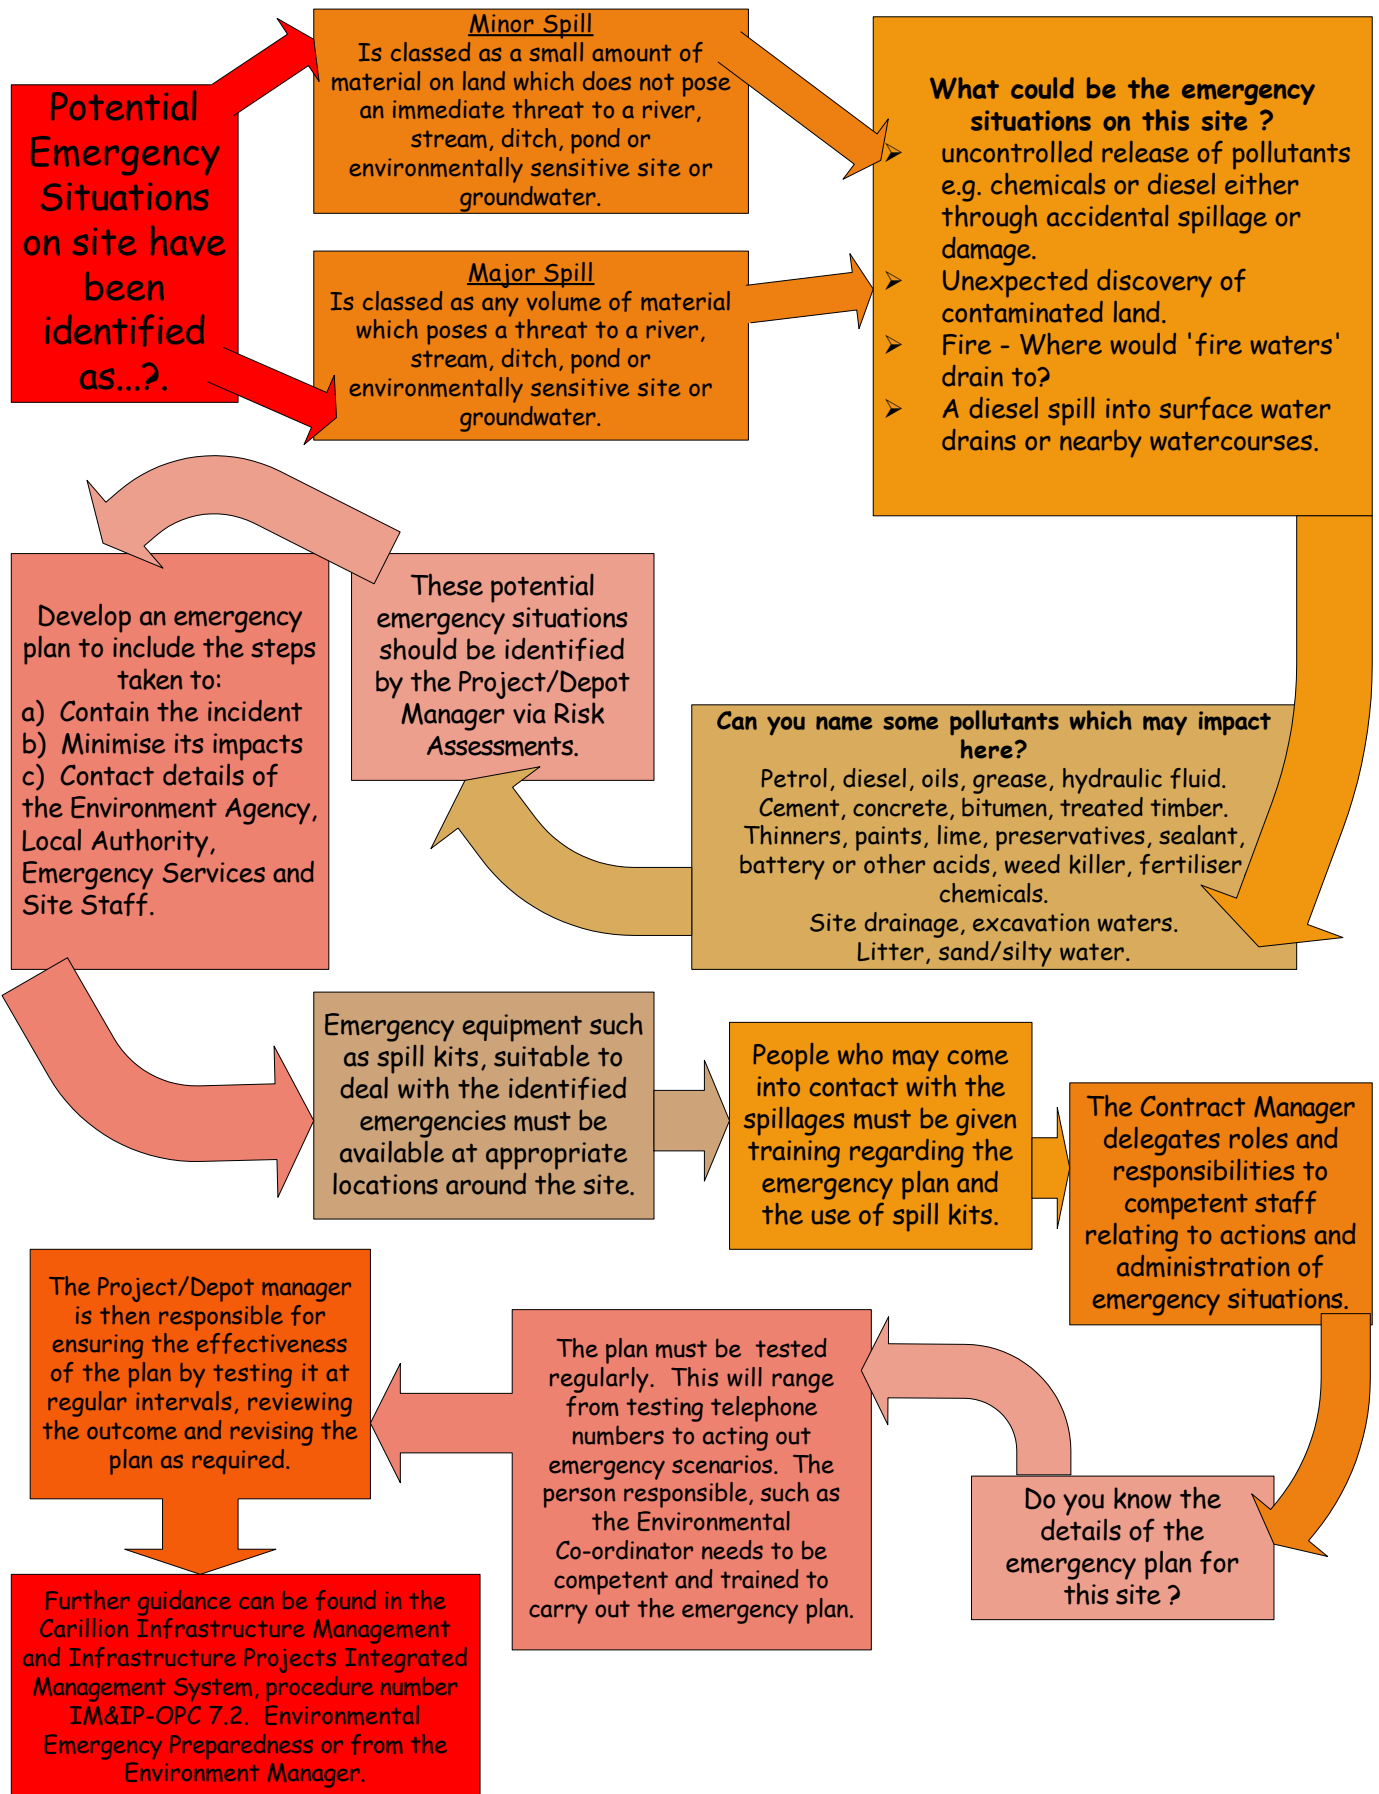 Potential
Emergency
Situations
on site have
been
identified
as...?.
Minor Spill
Is classed as a small amount of
material on land which does not pose
an immediate threat to a river,
stream, ditch, pond or
environmentally sensitive site or
groundwater.
Major Spill
Is classed as any volume of material
which poses a threat to a river,
stream, ditch, pond or
environmentally sensitive site or
groundwater.
What could be the emergency
situations on this site ?
➢ uncontrolled release of pollutants
e.g. chemicals or diesel either
through accidental spillage or
damage.
➢ Unexpected discovery of
contaminated land.
➢ Fire - Where would 'fire waters'
drain to?
➢ A diesel spill into surface water
drains or nearby watercourses.
Can you name some pollutants which may impact
here?
Petrol, diesel, oils, grease, hydraulic fluid.
Cement, concrete, bitumen, treated timber.
Thinners, paints, lime, preservatives, sealant,
battery or other acids, weed killer, fertiliser
chemicals.
Site drainage, excavation waters.
Litter, sand/silty water.
These potential
emergency situations
should be identified
by the Project/Depot
Manager via Risk
Assessments.
Develop an emergency
plan to include the steps
taken to:
a) Contain the incident
b) Minimise its impacts
c) Contact details of
the Environment Agency,
Local Authority,
Emergency Services and
Site Staff.
Emergency equipment such
as spill kits, suitable to
deal with the identified
emergencies must be
available at appropriate
locations around the site.
People who may come
into contact with the
spillages must be given
training regarding the
emergency plan and
the use of spill kits.
The Contract Manager
delegates roles and
responsibilities to
competent staff
relating to actions and
administration of
emergency situations.
Do you know the
details of the
emergency plan for
this site ?
The plan must be tested
regularly. This will range
from testing telephone
numbers to acting out
emergency scenarios. The
person responsible, such as
the Environmental
Co-ordinator needs to be
competent and trained to
carry out the emergency plan.
The Project/Depot manager
is then responsible for
ensuring the effectiveness
of the plan by testing it at
regular intervals, reviewing
the outcome and revising the
plan as required.
Further guidance can be found in the
Carillion Infrastructure Management
and Infrastructure Projects Integrated
Management System, procedure number
IM&IP-OPC 7.2. Environmental
Emergency Preparedness or from the
Environment Manager.